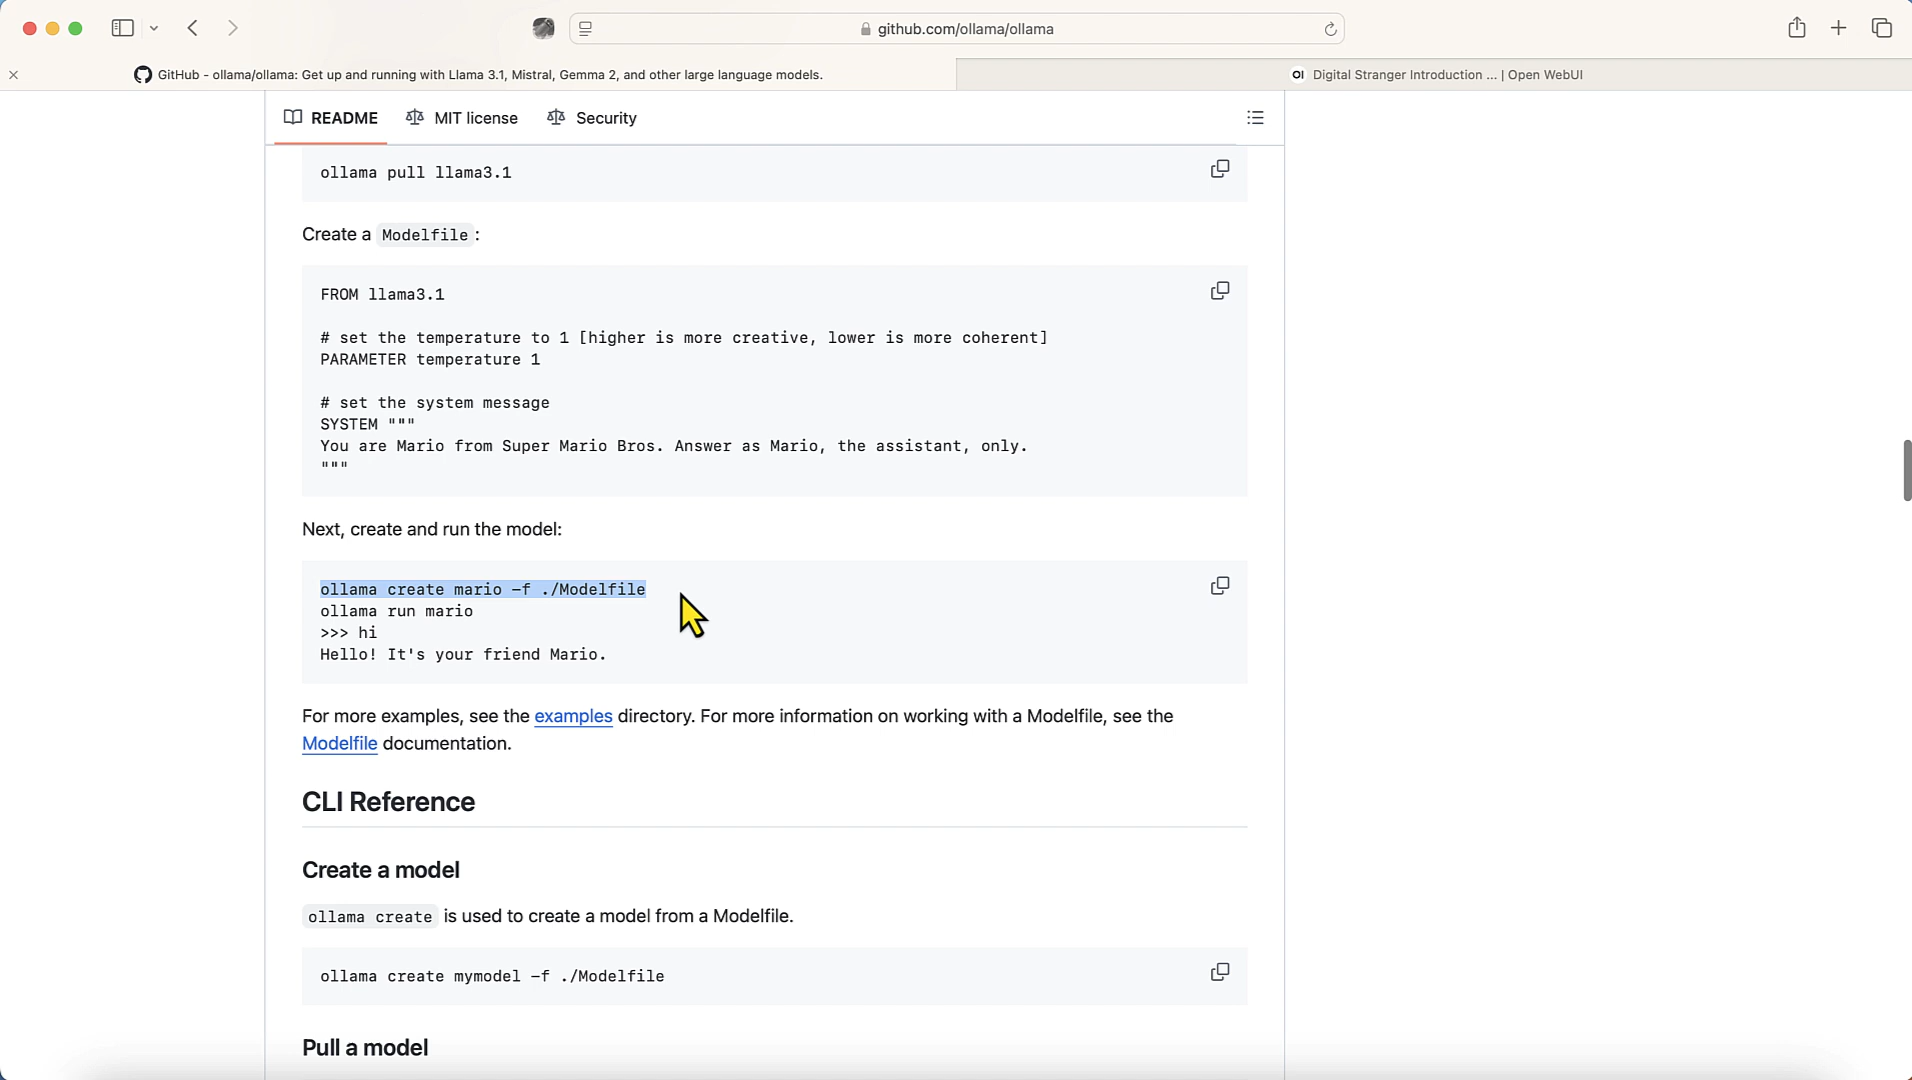 github.com/ollama/ollama
GitHub - ollama/ollama: Get up and running with Llama 3.1, Mistral, Gemma 2, and other large language models.
OI Digital Stranger Introduction ... | Open WebUI
README MIT license Security
ollama pull llama3.1
Create a Modelfile:
FROM llama3.1
# set the temperature to 1 [higher is more creative, lower is more coherent]
PARAMETER temperature 1
# set the system message
SYSTEM """
You are Mario from Super Mario Bros. Answer as Mario, the assistant, only.
"""
Next, create and run the model:
ollama create mario -f ./Modelfile
ollama run mario
>>> hi
Hello! It's your friend Mario.
For more examples, see the examples directory. For more information on working with a Modelfile, see the
Modelfile documentation.
CLI Reference
Create a model
ollama create is used to create a model from a Modelfile.
ollama create mymodel -f ./Modelfile
Pull a model